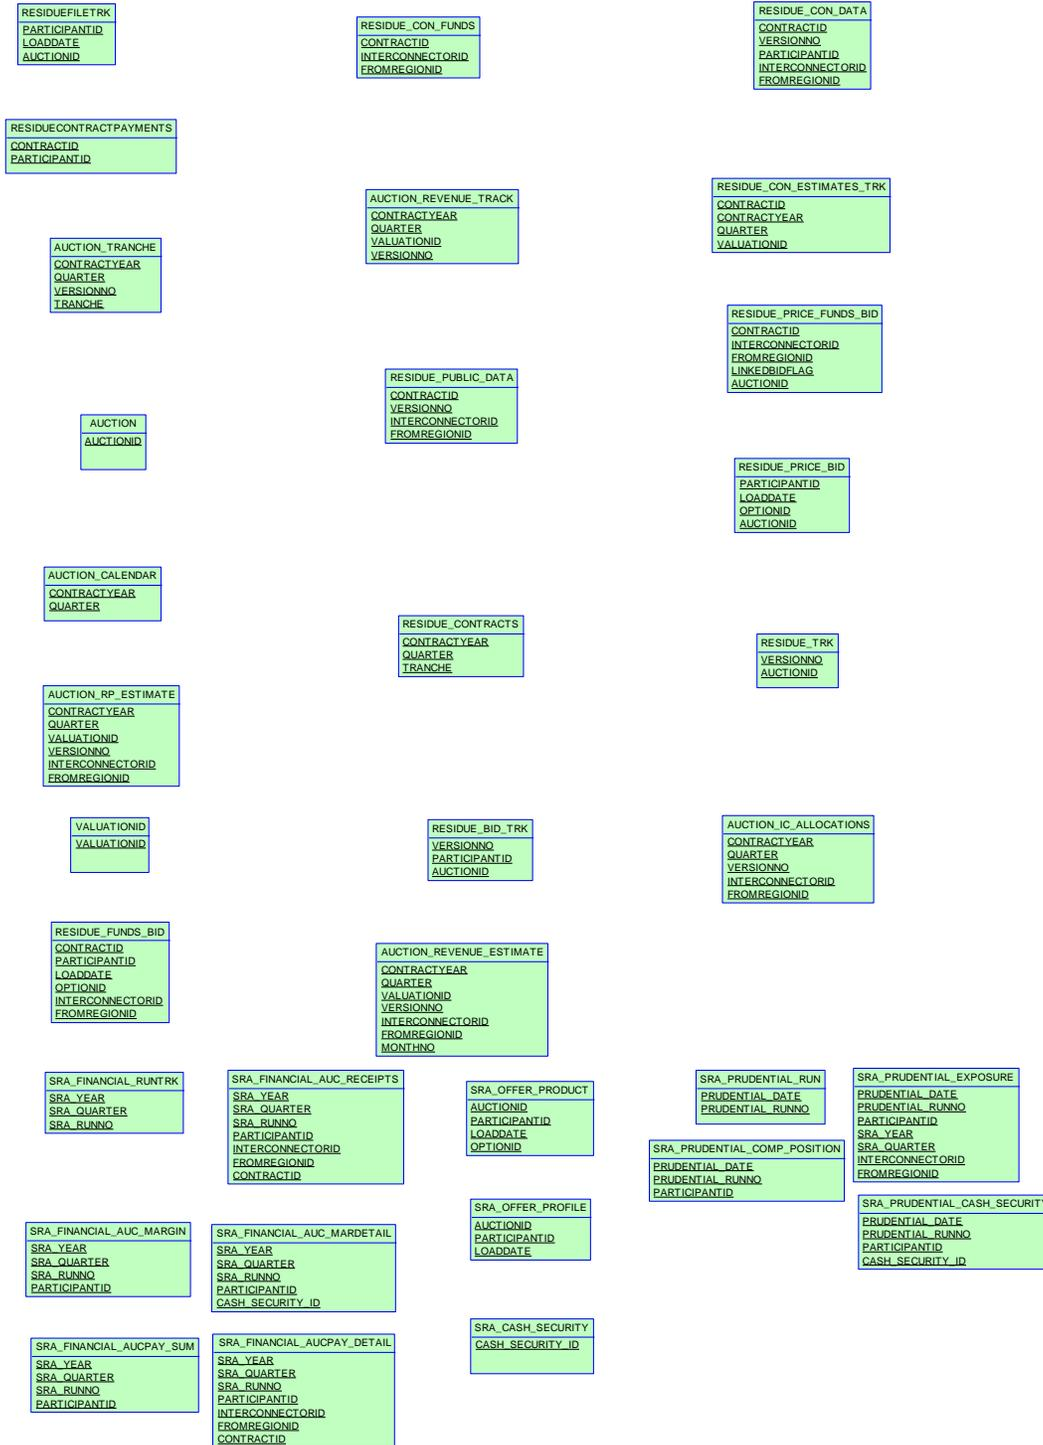 RESIDUEFILETRK
PARTICIPANTID
LOADDATE
AUCTIONID
RESIDUE_CON_FUNDS
CONTRACTID
INTERCONNECTORID
FROMREGIONID
RESIDUE_CON_DATA
CONTRACTID
VERSIONNO
PARTICIPANTID
INTERCONNECTORID
FROMREGIONID
RESIDUECONTRACTPAYMENTS
CONTRACTID
PARTICIPANTID
AUCTION_REVENUE_TRACK
CONTRACTYEAR
QUARTER
VALUATIONID
VERSIONNO
RESIDUE_CON_ESTIMATES_TRK
CONTRACTID
CONTRACTYEAR
QUARTER
VALUATIONID
AUCTION_TRANCHE
CONTRACTYEAR
QUARTER
VERSIONNO
TRANCHE
RESIDUE_PRICE_FUNDS_BID
CONTRACTID
INTERCONNECTORID
FROMREGIONID
LINKEDBIDFLAG
AUCTIONID
RESIDUE_PUBLIC_DATA
CONTRACTID
VERSIONNO
INTERCONNECTORID
FROMREGIONID
AUCTION
AUCTIONID
RESIDUE_PRICE_BID
PARTICIPANTID
LOADDATE
OPTIONID
AUCTIONID
AUCTION_CALENDAR
CONTRACTYEAR
QUARTER
RESIDUE_CONTRACTS
CONTRACTYEAR
QUARTER
TRANCHE
RESIDUE_TRK
VERSIONNO
AUCTIONID
AUCTION_RP_ESTIMATE
CONTRACTYEAR
QUARTER
VALUATIONID
VERSIONNO
INTERCONNECTORID
FROMREGIONID
VALUATIONID
VALUATIONID
RESIDUE_BID_TRK
VERSIONNO
PARTICIPANTID
AUCTIONID
AUCTION_IC_ALLOCATIONS
CONTRACTYEAR
QUARTER
VERSIONNO
INTERCONNECTORID
FROMREGIONID
RESIDUE_FUNDS_BID
CONTRACTID
PARTICIPANTID
LOADDATE
OPTIONID
INTERCONNECTORID
FROMREGIONID
AUCTION_REVENUE_ESTIMATE
CONTRACTYEAR
QUARTER
VALUATIONID
VERSIONNO
INTERCONNECTORID
FROMREGIONID
MONTHNO
SRA_FINANCIAL_RUNTRK
SRA_YEAR
SRA_QUARTER
SRA_RUNNO
SRA_FINANCIAL_AUC_RECEIPTS
SRA_YEAR
SRA_QUARTER
SRA_RUNNO
PARTICIPANTID
INTERCONNECTORID
FROMREGIONID
CONTRACTID
SRA_OFFER_PRODUCT
AUCTIONID
PARTICIPANTID
LOADDATE
OPTIONID
SRA_PRUDENTIAL_RUN
PRUDENTIAL_DATE
PRUDENTIAL_RUNNO
SRA_PRUDENTIAL_EXPOSURE
PRUDENTIAL_DATE
PRUDENTIAL_RUNNO
PARTICIPANTID
SRA_YEAR
SRA_QUARTER
INTERCONNECTORID
FROMREGIONID
SRA_PRUDENTIAL_COMP_POSITION
PRUDENTIAL_DATE
PRUDENTIAL_RUNNO
PARTICIPANTID
SRA_PRUDENTIAL_CASH_SECURITY
PRUDENTIAL_DATE
PRUDENTIAL_RUNNO
PARTICIPANTID
CASH_SECURITY_ID
SRA_OFFER_PROFILE
AUCTIONID
PARTICIPANTID
LOADDATE
SRA_FINANCIAL_AUC_MARGIN
SRA_YEAR
SRA_QUARTER
SRA_RUNNO
PARTICIPANTID
SRA_FINANCIAL_AUC_MARDETAIL
SRA_YEAR
SRA_QUARTER
SRA_RUNNO
PARTICIPANTID
CASH_SECURITY_ID
SRA_CASH_SECURITY
CASH_SECURITY_ID
SRA_FINANCIAL_AUCPAY_SUM
SRA_YEAR
SRA_QUARTER
SRA_RUNNO
PARTICIPANTID
SRA_FINANCIAL_AUCPAY_DETAIL
SRA_YEAR
SRA_QUARTER
SRA_RUNNO
PARTICIPANTID
INTERCONNECTORID
FROMREGIONID
CONTRACTID